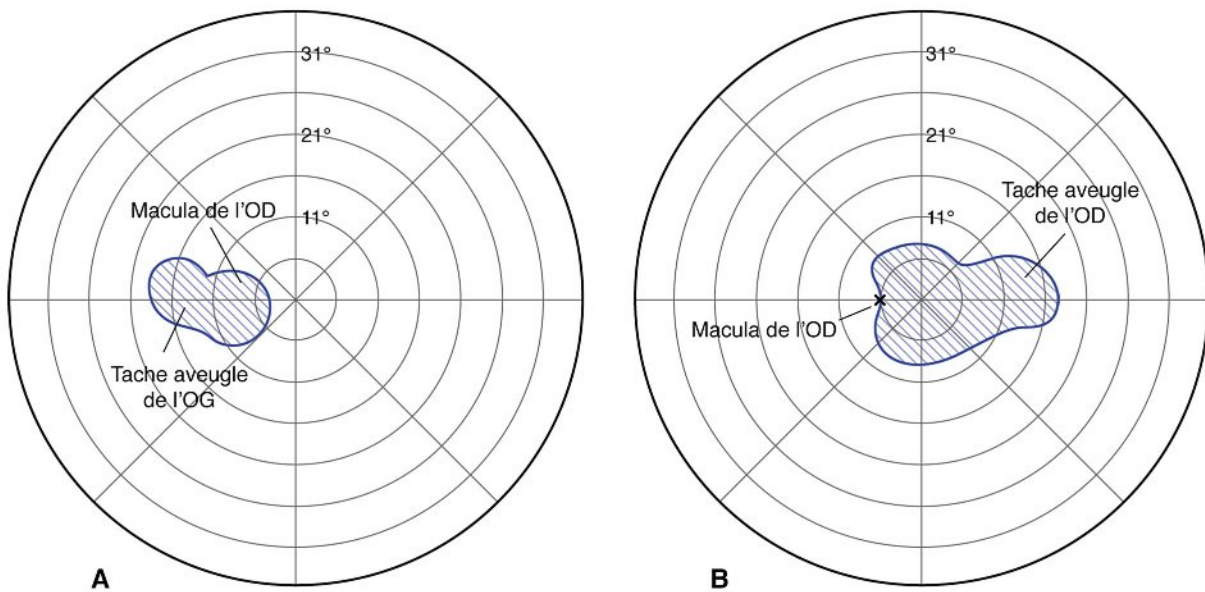 31°
21°
11°
Macula de l'OD
Tache aveugle
de l'OG
A
31°
21°
11°
Tache aveugle
de l'OD
Macula de l'OD
B